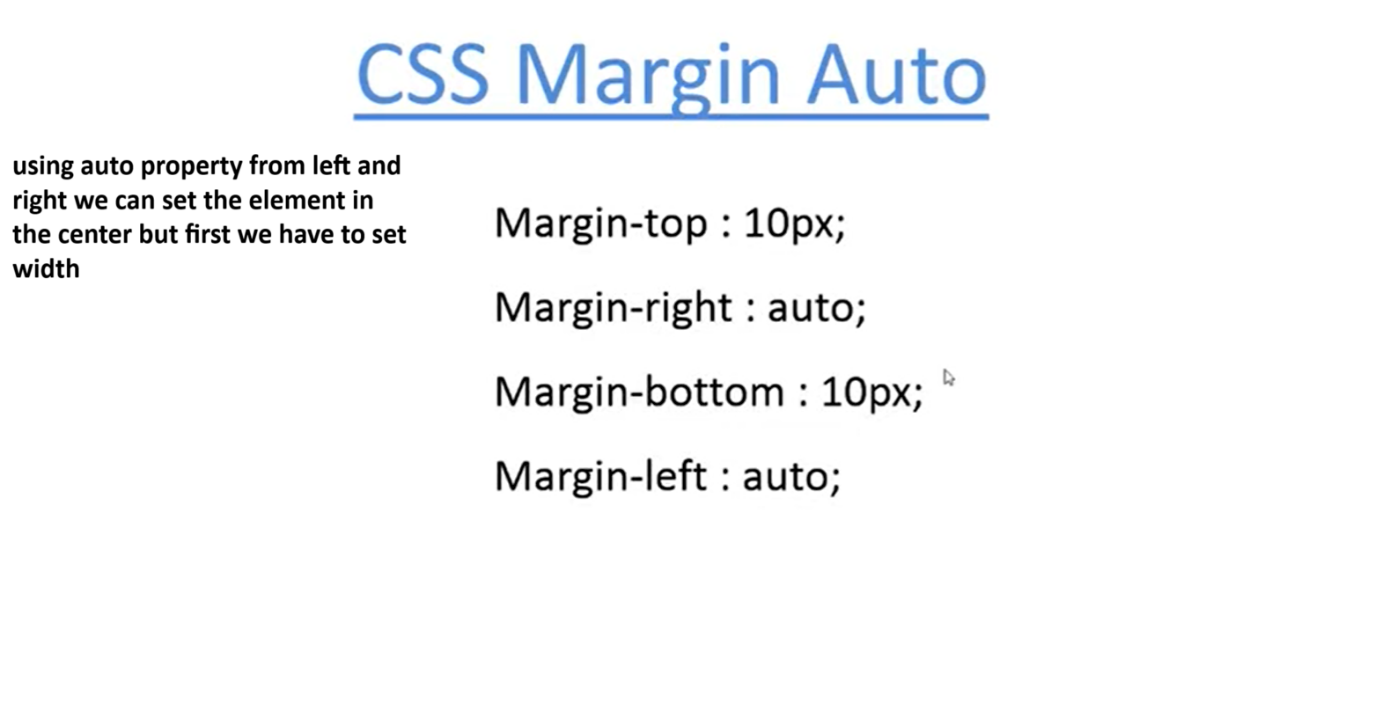 CSS Margin Auto
using auto property from left and
right we can set the element in
the center but first we have to set
width
Margin-top : 10px;
Margin-right : auto;
Margin-bottom : 10px;
Margin-left : auto;